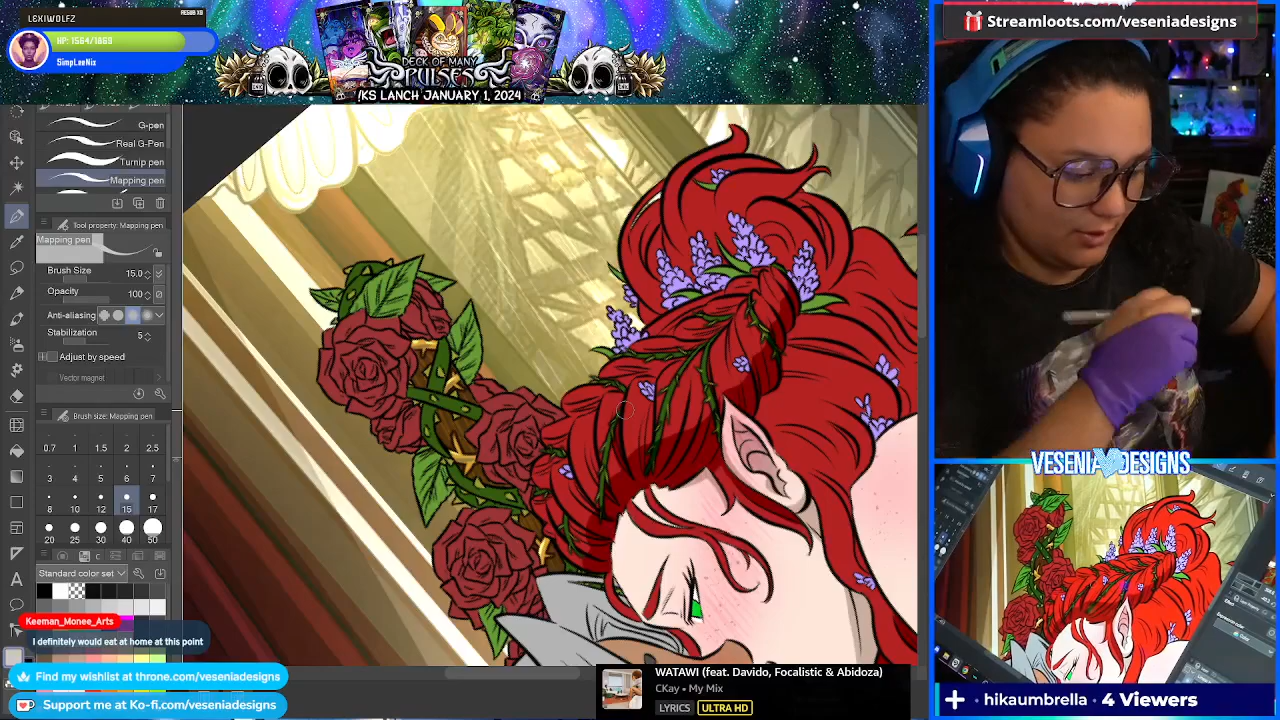 LEXIWOLFZ
HP: 1564/1869
SimpLeeNix
DECK OF MANY
PULSES
!KS LANCH JANUARY 1, 2024
Streamloots.com/veseniadesigns
G-pen
Real G-Pen
Turnip pen
Mapping pen
Tool property: Mapping pen
Mapping pen
Brush Size 15.0
Opacity 100
Anti-aliasing
Stabilization 5
Adjust by speed
Vector magnet
Brush size: Mapping pen
0.7 1 1.5 2 2.5
3 4 5 6 7
8 10 12 15 17
20 25 30 40 50
Standard color set
Keeman_Monee_Arts
I definitely would eat at home at this point
Find my wishlist at throne.com/veseniadesigns
Support me at Ko-fi.com/veseniadesigns
WATAWI (feat. Davido, Focalistic & Abidoza)
CKay • My Mix
LYRICS ULTRA HD
VESENIA DESIGNS
hikaumbrella • 4 Viewers